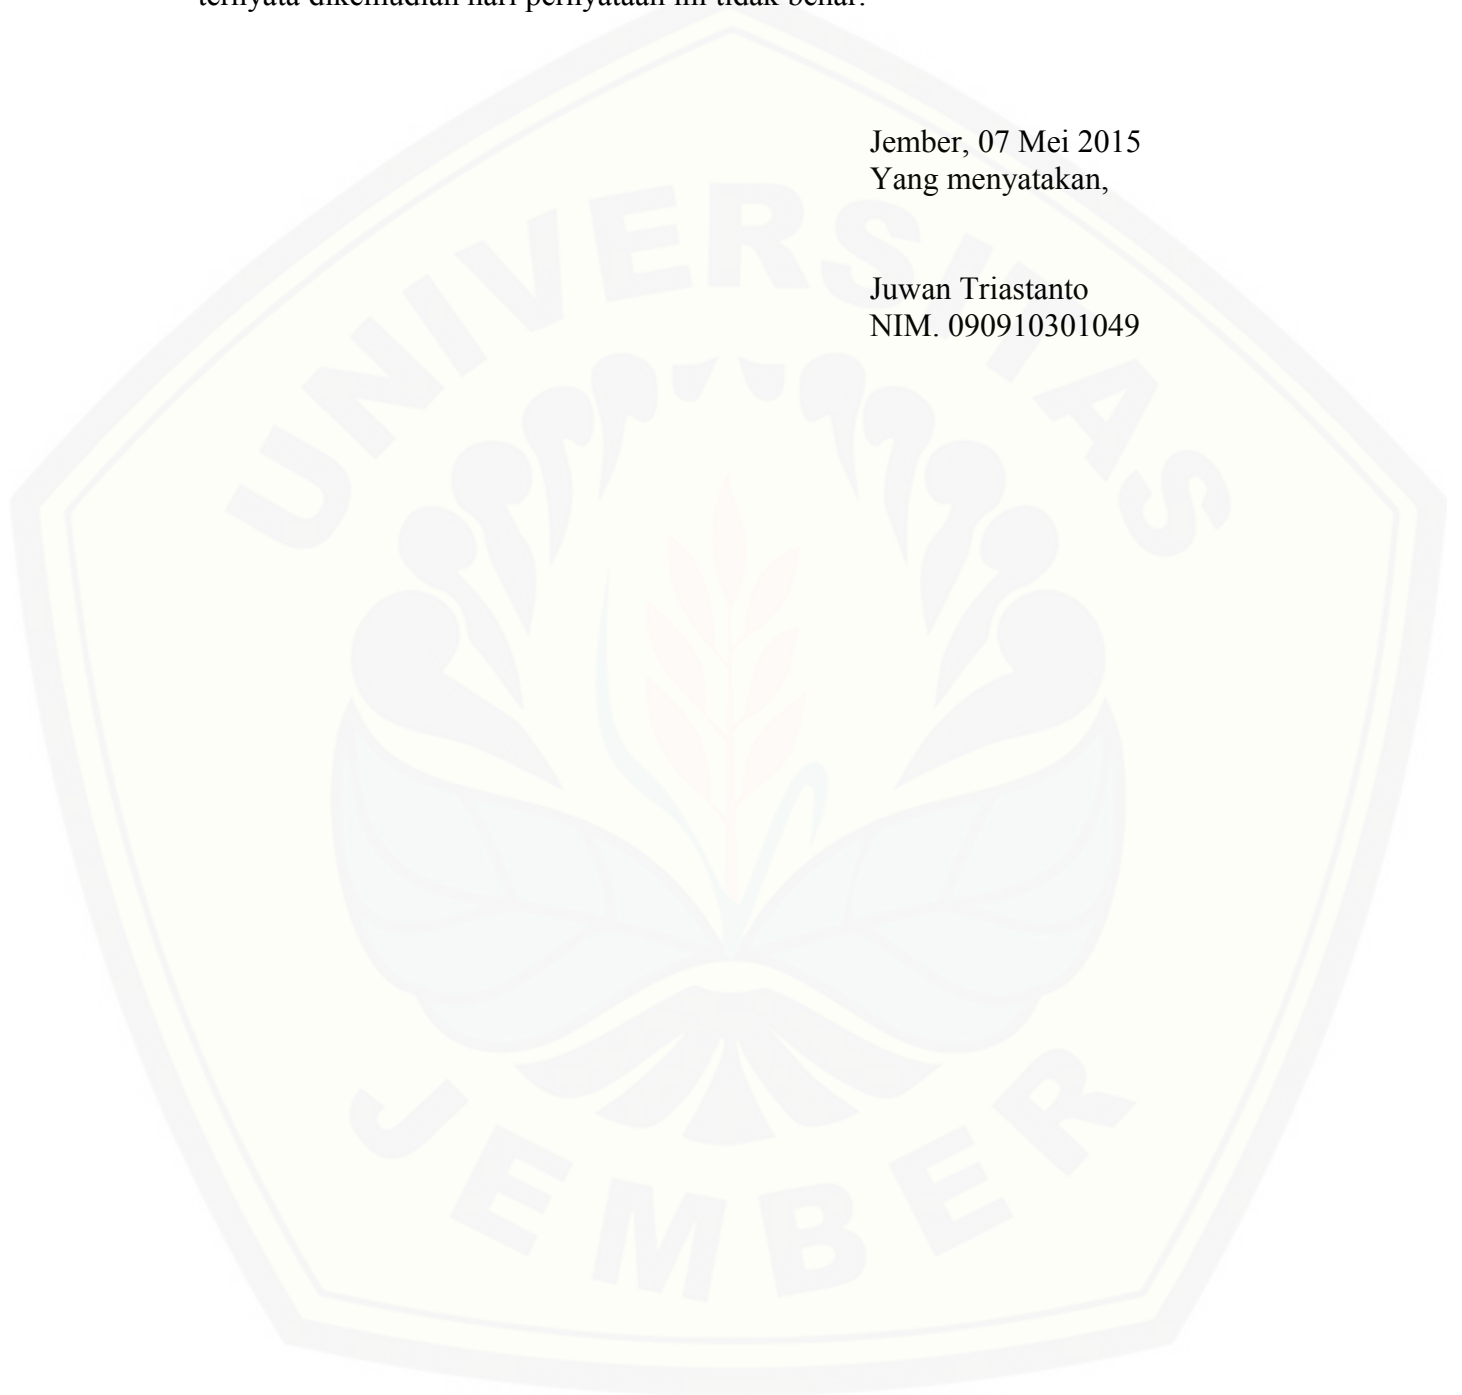 ternyata dikemudian hari pernyataan ini tidak benar.
Jember, 07 Mei 2015
Yang menyatakan,
Juwan Triastanto
NIM. 090910301049
UNIVERSITAS
JEMBER